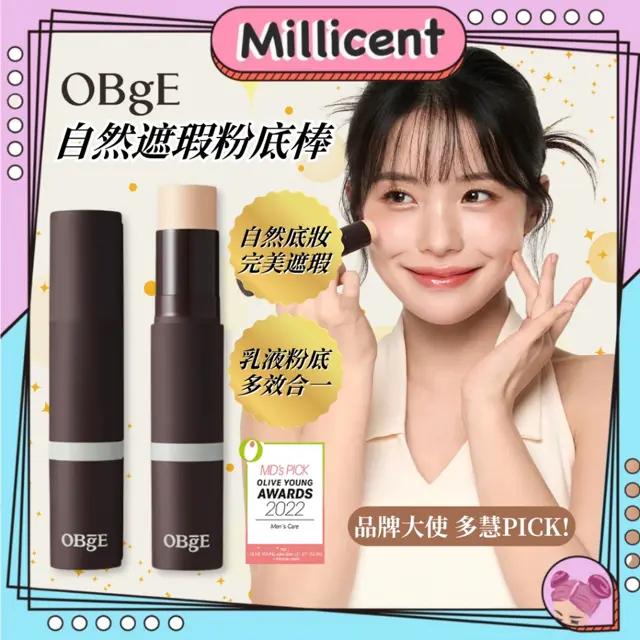 Millicent
OBgE
自然遮瑕粉底棒
自然底妝
完美遮瑕
乳液粉底
多效合一
MD's PICK
OLIVE YOUNG
AWARDS
2022
Men's Care
品牌大使 多慧PICK!
OBgE
OBgE